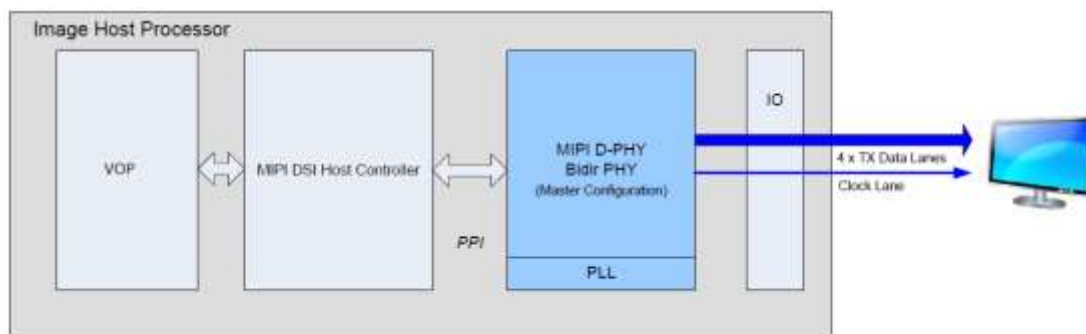 Image Host Processor
VOP
MIPI DSI Host Controller
PPI
MIPI D-PHY
Bidir PHY
(Master Configuration)
PLL
IO
4 x TX Data Lanes
Clock Lane